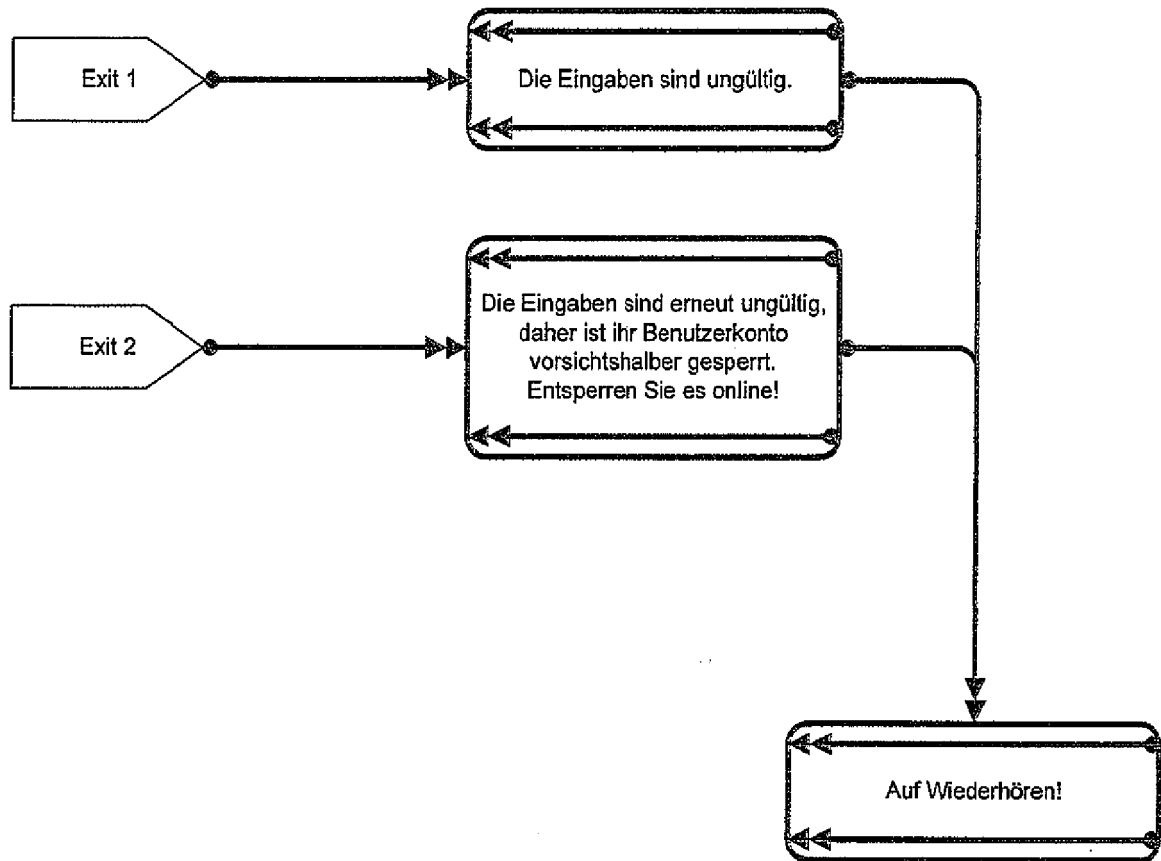 Exit 1
Die Eingaben sind ungültig.
Exit 2
Die Eingaben sind erneut ungültig,
daher ist ihr Benutzerkonto
vorsichtshalber gesperrt.
Entsperren Sie es online!
Auf Wiederhören!